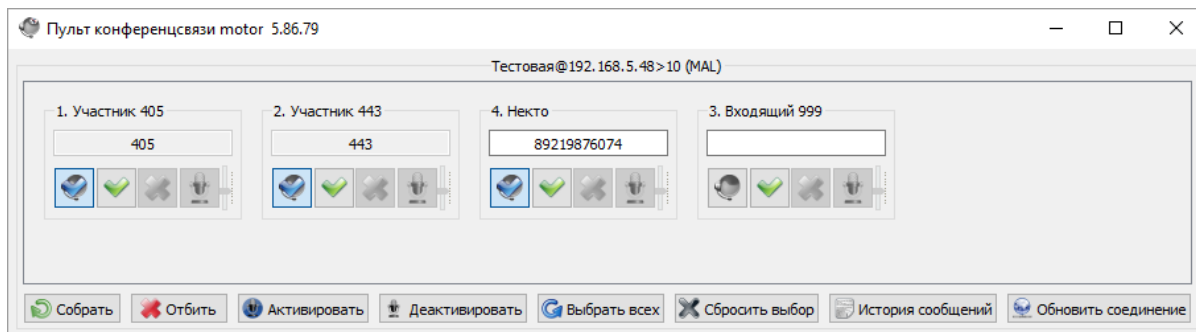 Пульт конференцсвязи motor 5.86.79
Тестовая@192.168.5.48>10 (MAL)
1. Участник 405 2. Участник 443 4. Некто 3. Входящий 999
405 443 89219876074
Собрать Отбить Активировать Деактивировать Выбрать всех Сбросить выбор История сообщений Обновить соединение